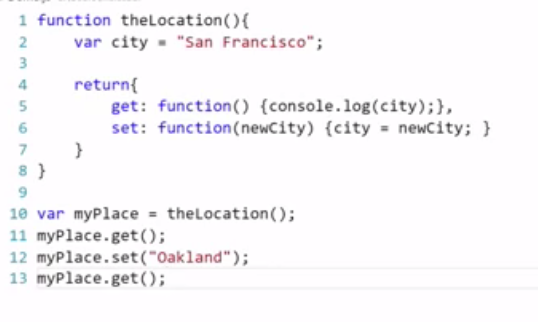 1 function theLocation(){
2     var city = "San Francisco";
3
4     return{
5         get: function() {console.log(city);},
6         set: function(newCity) {city = newCity; }
7     }
8 }
9
10 var myPlace = theLocation();
11 myPlace.get();
12 myPlace.set("Oakland");
13 myPlace.get();